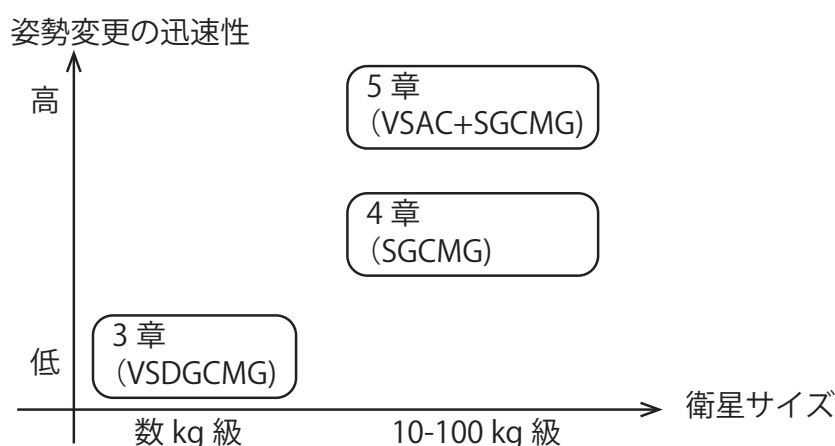 姿勢変更の迅速性
高
5 章
（VSAC+SGCMG)
4 章
（SGCMG)
3 章
（VSDGCMG)
低
衛星サイズ
数 kg 級
10-100 kg 級